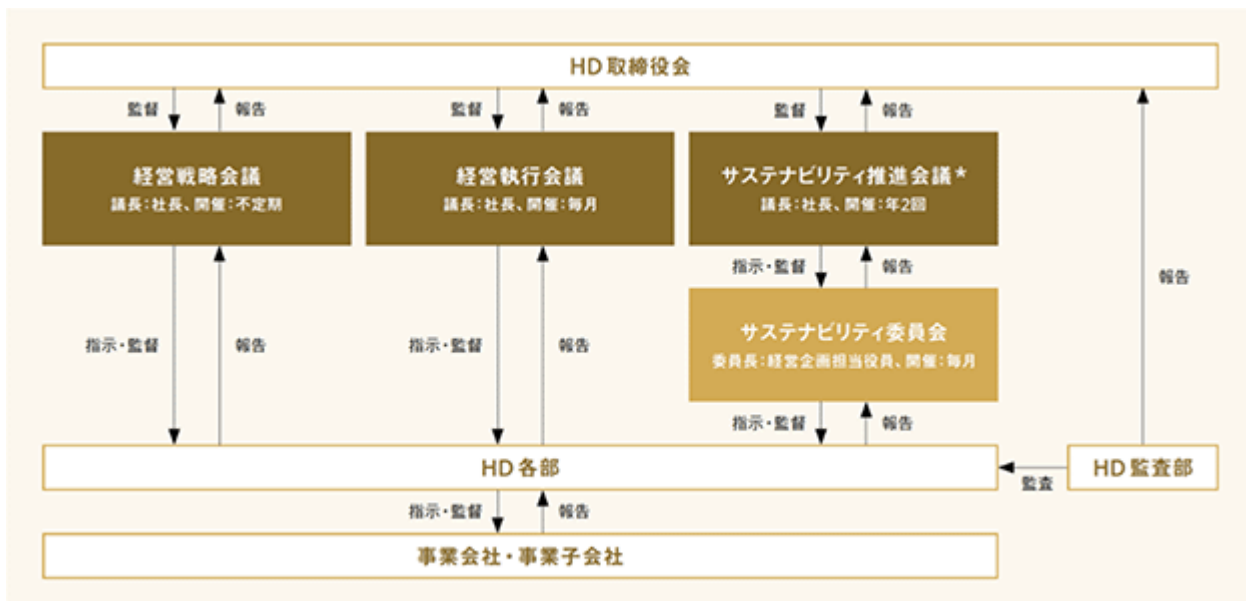 HD取締役会
監督
報告
監督
報告
監督
報告
経営戦略会議
議長:社長、開催:不定期
経営執行会議
議長:社長、開催:毎月
サステナビリティ推進会議*
議長:社長、開催:年2回
指示・監督
報告
報告
サステナビリティ委員会
委員長:経営企画担当役員、開催:毎月
指示・監督
報告
指示・監督
報告
指示・監督
報告
HD各部
監査
HD監査部
指示・監督
報告
事業会社・事業子会社